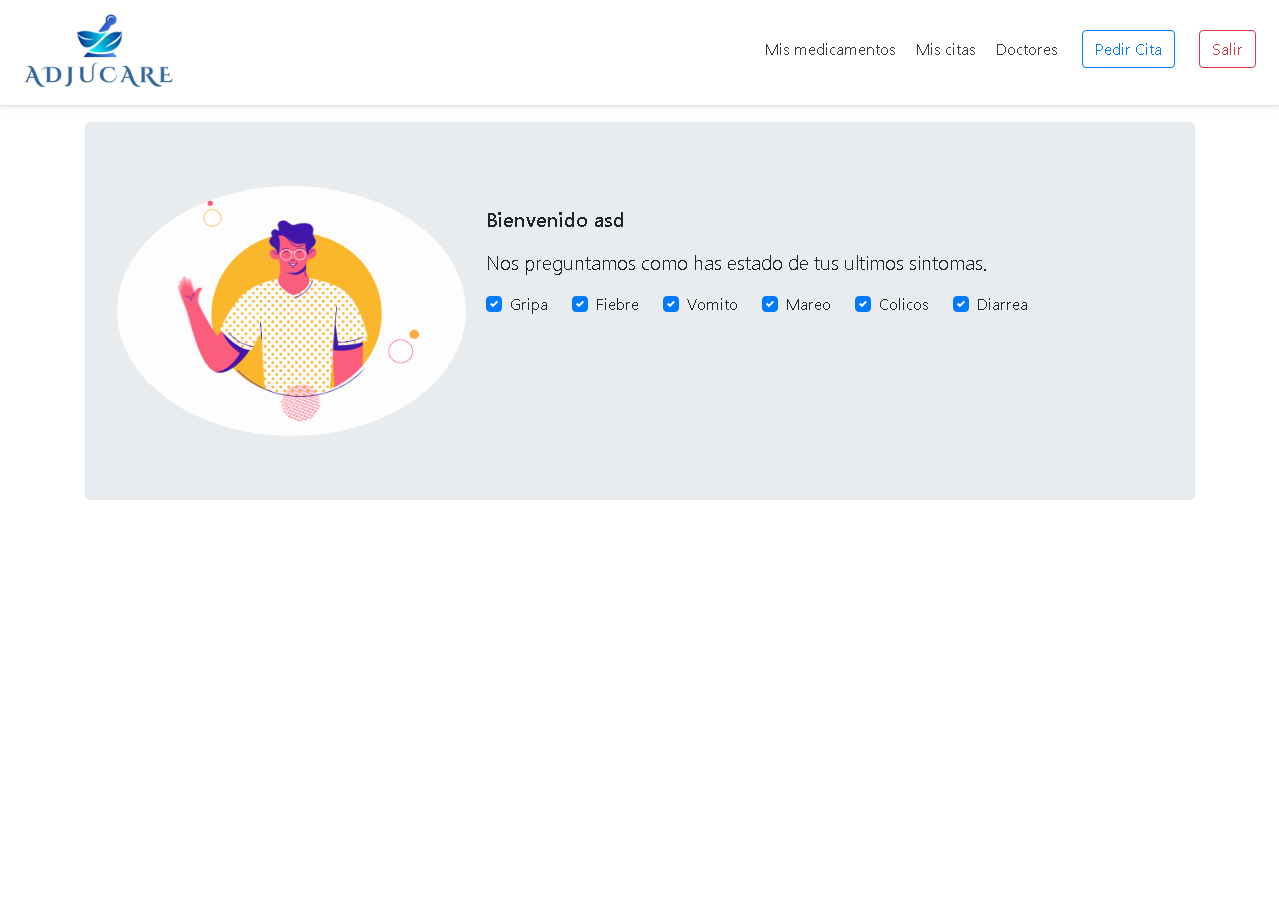 ADJUCARE
Mis medicamentos Mis citas Doctores Pedir Cita Salir
Bienvenido asd
Nos preguntamos como has estado de tus ultimos sintomas.
Gripa Fiebre Vomito Mareo Colicos Diarrea